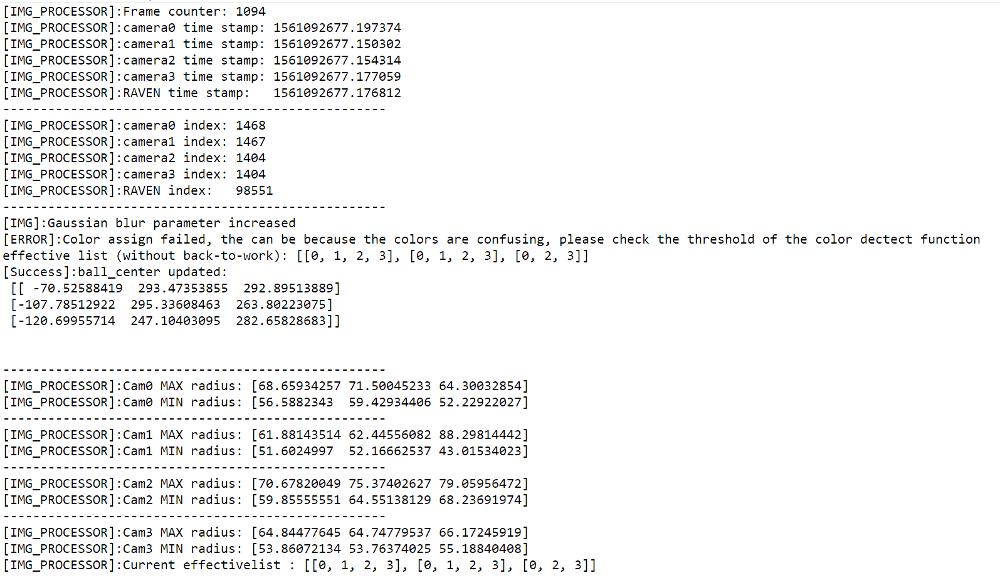 [IMG_PROCESSOR]:Frame counter: 1094
[IMG_PROCESSOR]:camera0 time stamp: 1561092677.197374
[IMG_PROCESSOR]:camera1 time stamp: 1561092677.150302
[IMG_PROCESSOR]:camera2 time stamp: 1561092677.154314
[IMG_PROCESSOR]:camera3 time stamp: 1561092677.177059
[IMG_PROCESSOR]:RAVEN time stamp:   1561092677.176812
---------------------------------------------------
[IMG_PROCESSOR]:camera0 index: 1468
[IMG_PROCESSOR]:camera1 index: 1467
[IMG_PROCESSOR]:camera2 index: 1404
[IMG_PROCESSOR]:camera3 index: 1404
[IMG_PROCESSOR]:RAVEN index:   98551
---------------------------------------------------
[IMG]:Gaussian blur parameter increased
[ERROR]:Color assign failed, the can be because the colors are confusing, please check the threshold of the color dectect function
effective list (without back-to-work): [[0, 1, 2, 3], [0, 1, 2, 3], [0, 2, 3]]
[Success]:ball_center updated:
 [[ -70.52588419  293.47353855  292.89513889]
 [-107.78512922  295.33608463  263.80223075]
 [-120.69955714  247.10403095  282.65828683]]
---------------------------------------------------
[IMG_PROCESSOR]:Cam0 MAX radius: [68.65934257 71.50045233 64.30032854]
[IMG_PROCESSOR]:Cam0 MIN radius: [56.5882343  59.42934406 52.22922027]
---------------------------------------------------
[IMG_PROCESSOR]:Cam1 MAX radius: [61.88143514 62.44556082 88.29814442]
[IMG_PROCESSOR]:Cam1 MIN radius: [51.6024997  52.16662537 43.01534023]
---------------------------------------------------
[IMG_PROCESSOR]:Cam2 MAX radius: [70.67820049 75.37402627 79.05956472]
[IMG_PROCESSOR]:Cam2 MIN radius: [59.85555551 64.55138129 68.23691974]
---------------------------------------------------
[IMG_PROCESSOR]:Cam3 MAX radius: [64.84477645 64.74779537 66.17245919]
[IMG_PROCESSOR]:Cam3 MIN radius: [53.86072134 53.76374025 55.18840408]
[IMG_PROCESSOR]:Current effectivelist : [[0, 1, 2, 3], [0, 1, 2, 3], [0, 2, 3]]